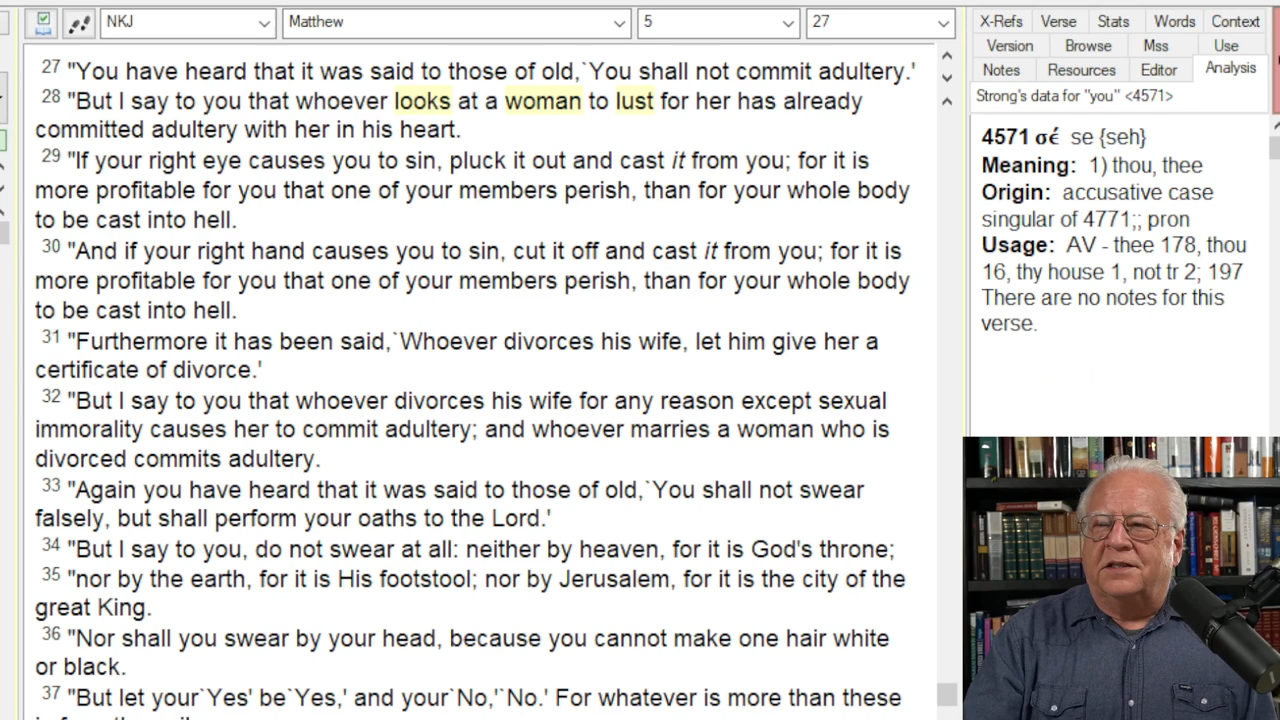 NKJ Matthew 5 27
27 "You have heard that it was said to those of old,`You shall not commit adultery.'
28 "But I say to you that whoever looks at a woman to lust for her has already
committed adultery with her in his heart.
29 "If your right eye causes you to sin, pluck it out and cast it from you; for it is
more profitable for you that one of your members perish, than for your whole body
to be cast into hell.
30 "And if your right hand causes you to sin, cut it off and cast it from you; for it is
more profitable for you that one of your members perish, than for your whole body
to be cast into hell.
31 "Furthermore it has been said,`Whoever divorces his wife, let him give her a
certificate of divorce.'
32 "But I say to you that whoever divorces his wife for any reason except sexual
immorality causes her to commit adultery; and whoever marries a woman who is
divorced commits adultery.
33 "Again you have heard that it was said to those of old,`You shall not swear
falsely, but shall perform your oaths to the Lord.'
34 "But I say to you, do not swear at all: neither by heaven, for it is God's throne;
35 "nor by the earth, for it is His footstool; nor by Jerusalem, for it is the city of the
great King.
36 "Nor shall you swear by your head, because you cannot make one hair white
or black.
37 "But let your`Yes' be`Yes,' and your`No,'`No.' For whatever is more than these
X-Refs Verse Stats Words Context
Version Browse Mss Use
Notes Resources Editor Analysis
Strong's data for "you" <4571>
4571 σέ se {seh}
Meaning: 1) thou, thee
Origin: accusative case
singular of 4771;; pron
Usage: AV - thee 178, thou
16, thy house 1, not tr 2; 197
There are no notes for this
verse.